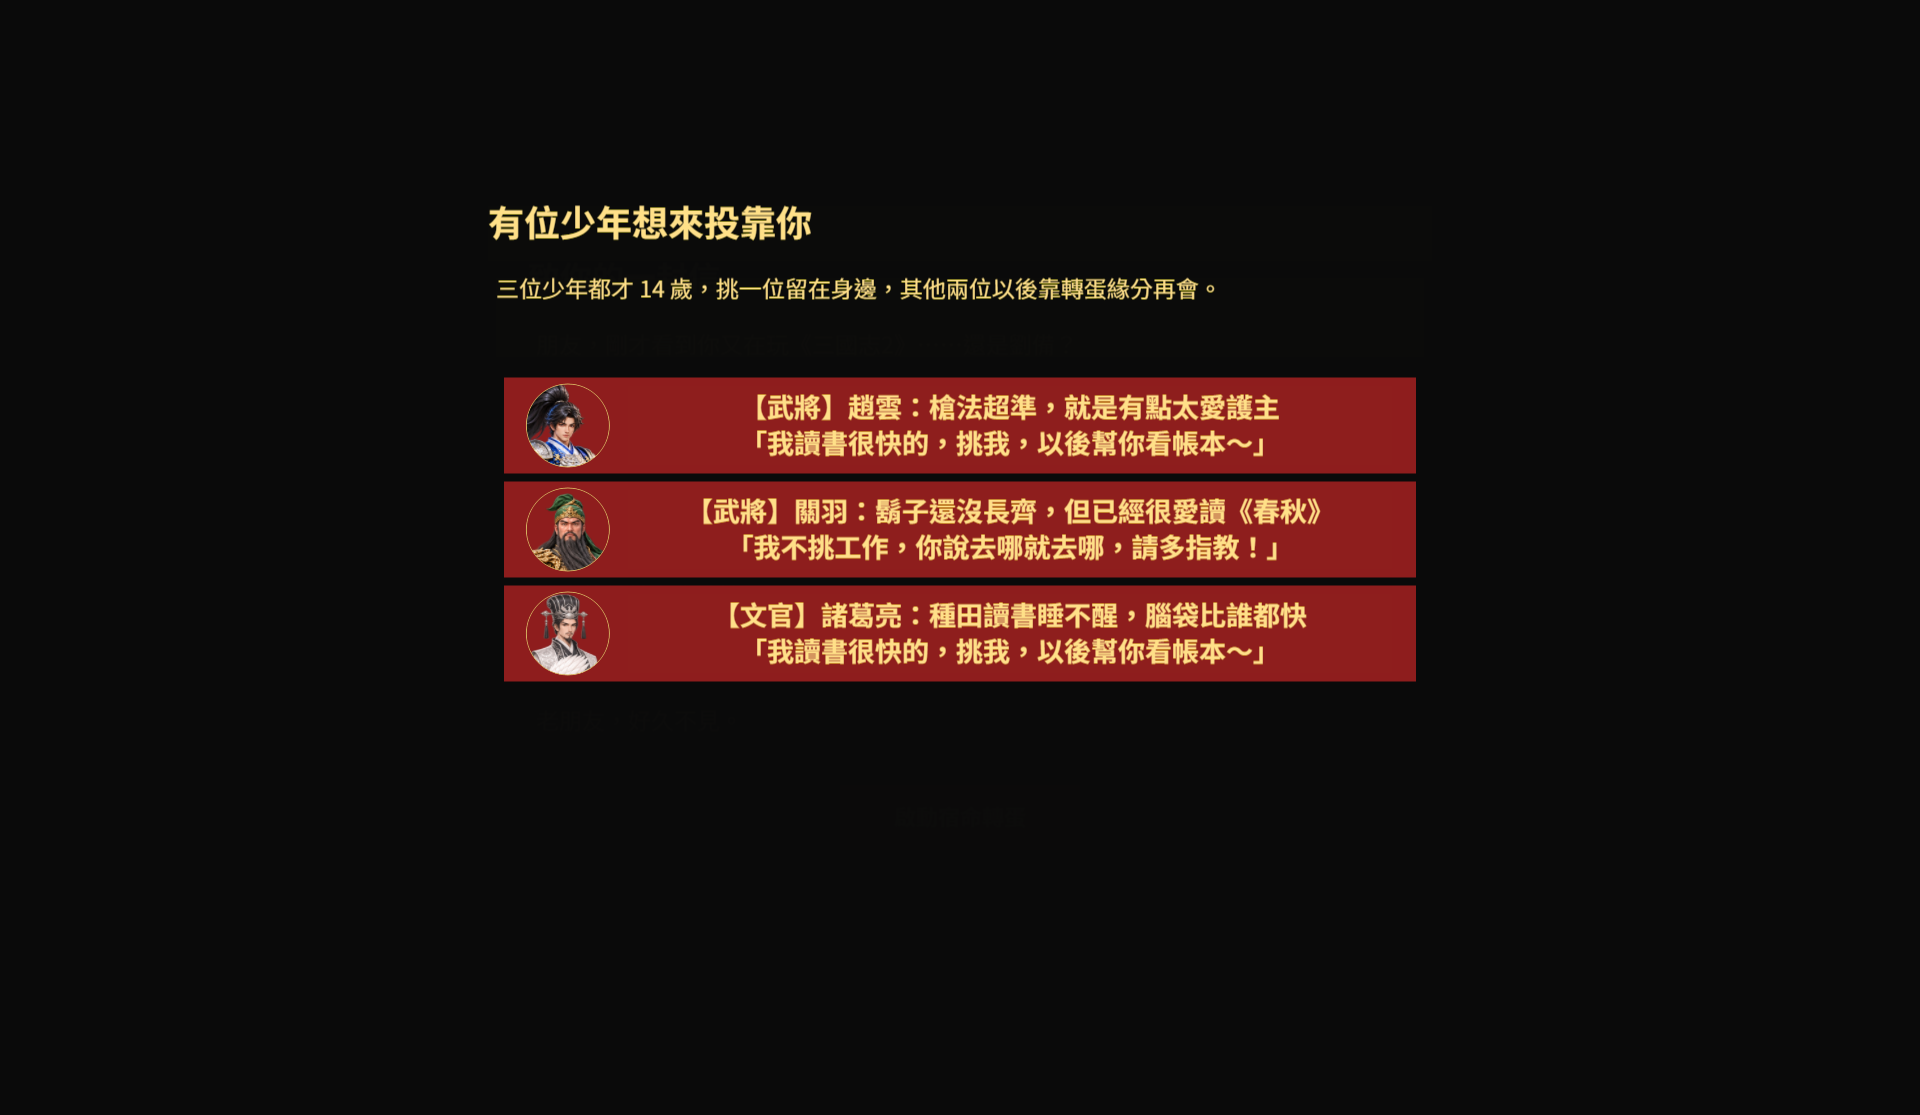 有位少年想來投靠你
三位少年都才 14 歲，挑一位留在身邊，其他兩位以後靠轉蛋緣分再會。
【武將】趙雲：槍法超準，就是有點太愛護主
「我讀書很快的，挑我，以後幫你看帳本～」
【武將】關羽：鬍子還沒長齊，但已經很愛讀《春秋》
「我不挑工作，你說去哪就去哪，請多指教！」
【文官】諸葛亮：種田讀書睡不醒，腦袋比誰都快
「我讀書很快的，挑我，以後幫你看帳本～」